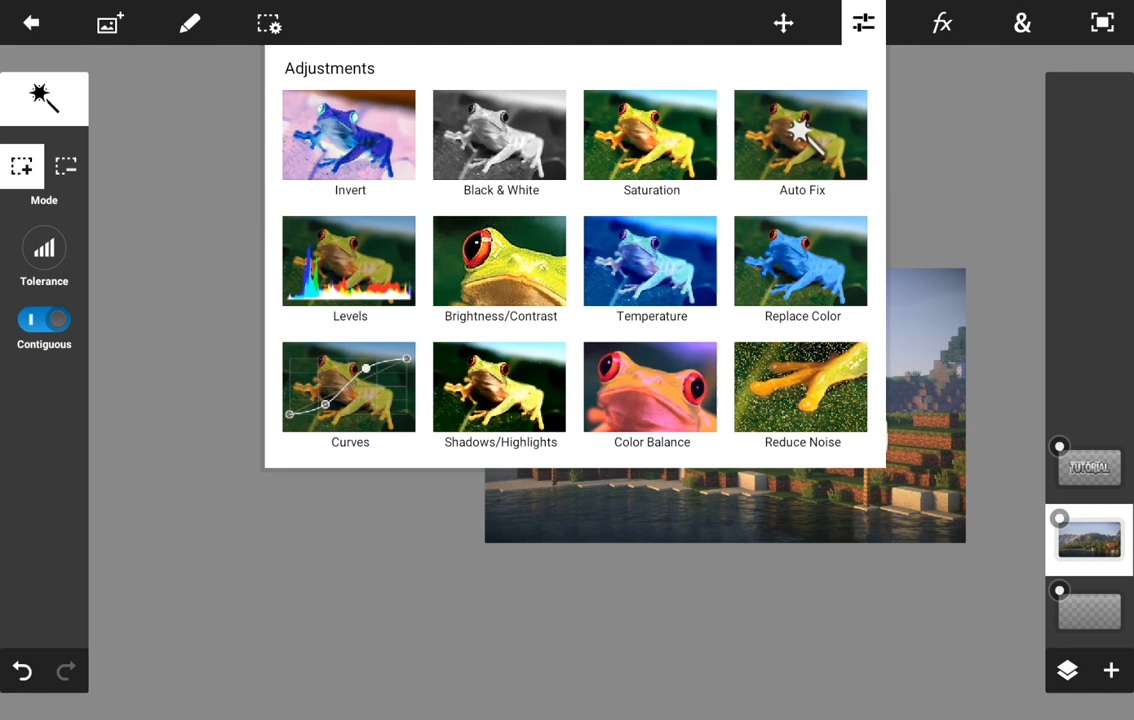 fx
&
Adjustments
Invert
Black & White
Saturation
Auto Fix
Mode
Tolerance
Contiguous
Levels
Brightness/Contrast
Temperature
Replace Color
Curves
Shadows/Highlights
Color Balance
Reduce Noise
TUTORIAL